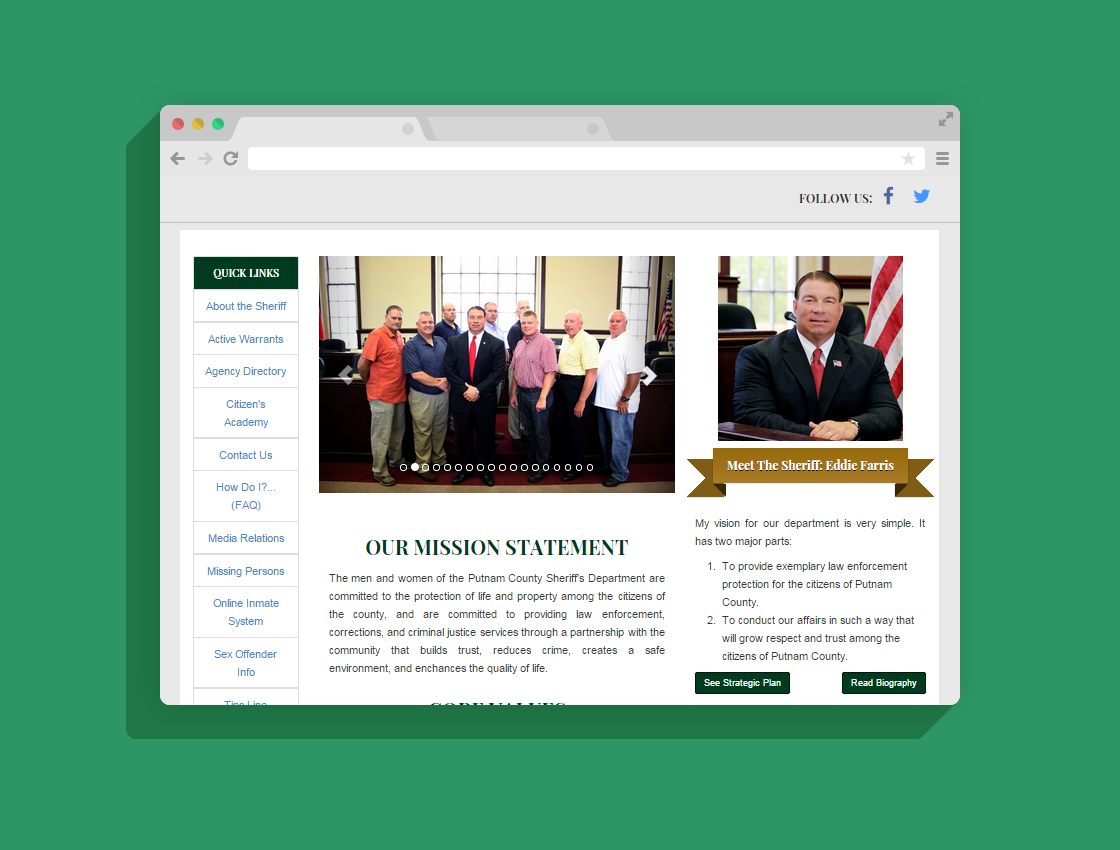 FOLLOW US:
QUICK LINKS
About the Sheriff
Active Warrants
Agency Directory
Citizen's
Academy
Contact Us
How Do I?...
(FAQ)
Media Relations
Missing Persons
Online Inmate
System
Sex Offender
Info
Tips Line
OUR MISSION STATEMENT
The men and women of the Putnam County Sheriff's Department are
committed to the protection of life and property among the citizens of
the county, and are committed to providing law enforcement,
corrections, and criminal justice services through a partnership with the
community that builds trust, reduces crime, creates a safe
environment, and enchances the quality of life.
CORE VALUES
Meet The Sheriff: Eddie Farris
My vision for our department is very simple. It
has two major parts:
1. To provide exemplary law enforcement
protection for the citizens of Putnam
County.
2. To conduct our affairs in such a way that
will grow respect and trust among the
citizens of Putnam County.
See Strategic Plan
Read Biography